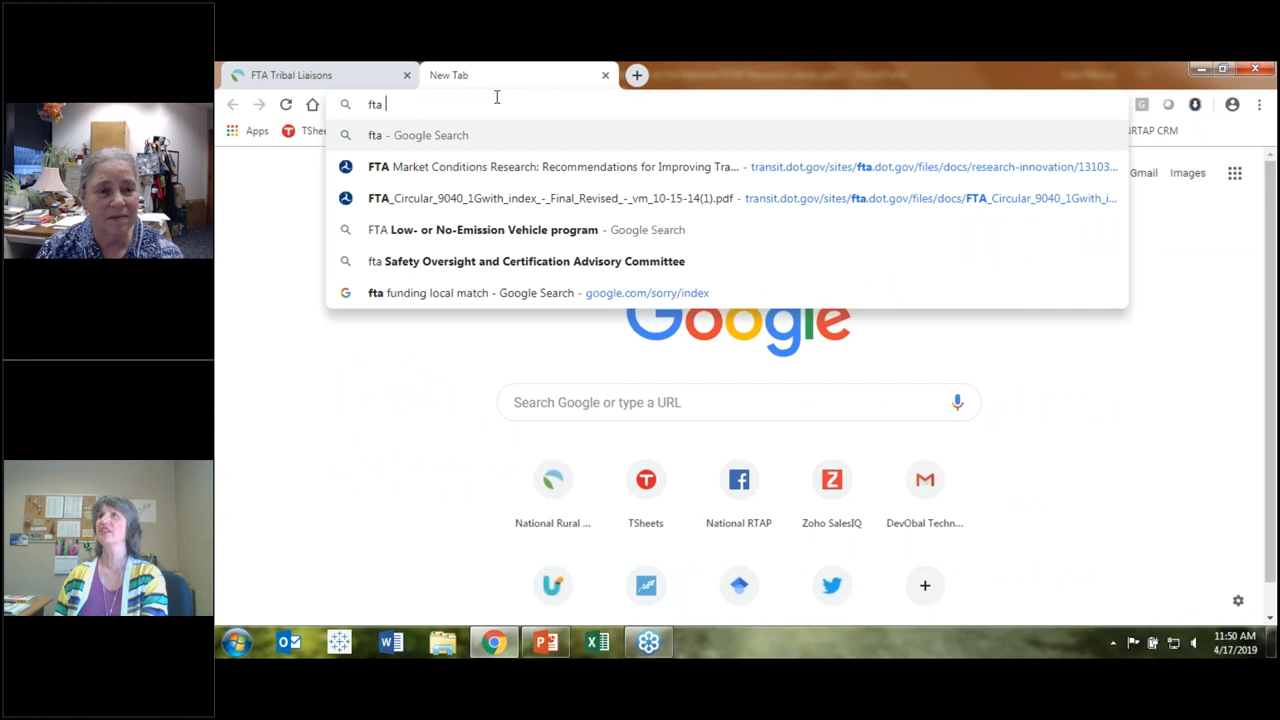 FTA Tribal Liaisons
New Tab
fta
Apps
TShee
NRTAP CRM
fta - Google Search
FTA Market Conditions Research: Recommendations for Improving Tra... - transit.dot.gov/sites/fta.dot.gov/files/docs/research-innovation/13103...
FTA_Circular_9040_1Gwith_index_-_Final_Revised_-_vm_10-15-14(1).pdf - transit.dot.gov/sites/fta.dot.gov/files/docs/FTA_Circular_9040_1Gwith_i...
FTA Low- or No-Emission Vehicle program - Google Search
fta Safety Oversight and Certification Advisory Committee
fta funding local match - Google Search - google.com/sorry/index
Gmail Images
Google
Search Google or type a URL
National Rural ...
TSheets
National RTAP
Zoho SalesIQ
DevObal Techn...
11:50 AM
4/17/2019